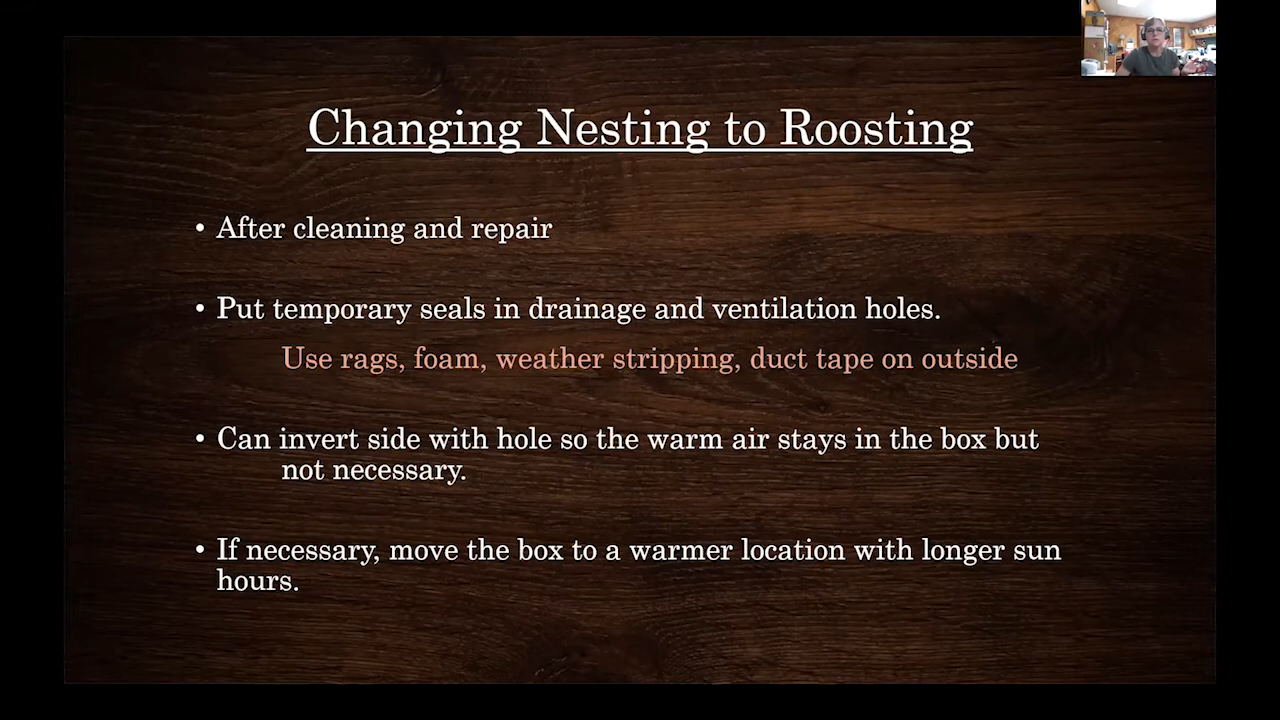 Changing Nesting to Roosting
• After cleaning and repair
• Put temporary seals in drainage and ventilation holes.
Use rags, foam, weather stripping, duct tape on outside
• Can invert side with hole so the warm air stays in the box but
not necessary.
• If necessary, move the box to a warmer location with longer sun
hours.